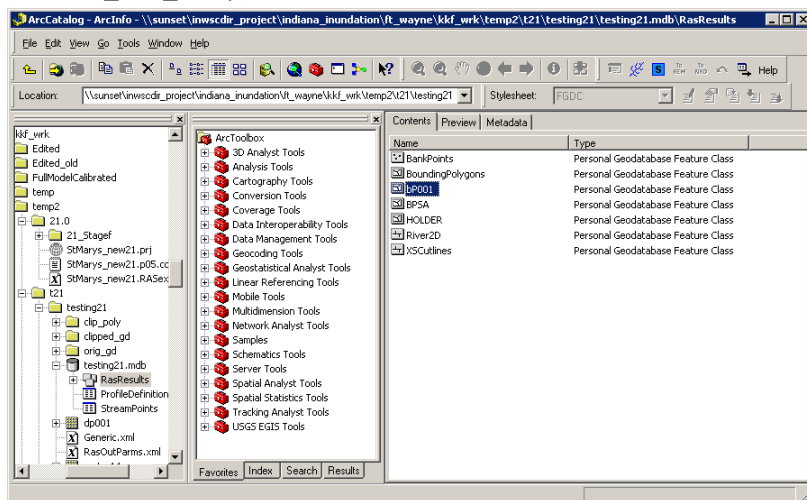 ArcCatalog - ArcInfo - \\sunset\inwscdir_project\indiana_inundation\ft_wayne\kkf_wrk\temp2\t21\testing21\testing21.mdb\RasResults
File Edit View Go Tools Window Help
Help
Location: \\sunset\inwscdir_project\indiana_inundation\ft_wayne\kkf_wrk\temp2\t21\testing21 Stylesheet: FGDC
kkf_wrk
Edited
Edited_old
FullModelCalibrated
temp
temp2
21.0
21_Stagef
StMarys_new21.prj
StMarys_new21.p05.cc
StMarys_new21.RASex
t21
testing21
clip_poly
clipped_gd
orig_gd
testing21.mdb
RasResults
ProfileDefinition
StreamPoints
dp001
Generic.xml
RasOutParms.xml
ArcToolbox
3D Analyst Tools
Analysis Tools
Cartography Tools
Conversion Tools
Coverage Tools
Data Interoperability Tools
Data Management Tools
Geocoding Tools
Geostatistical Analyst Tools
Linear Referencing Tools
Mobile Tools
Multidimension Tools
Network Analyst Tools
Samples
Schematics Tools
Server Tools
Spatial Analyst Tools
Spatial Statistics Tools
Tracking Analyst Tools
USGS EGIS Tools
Favorites Index Search Results
Contents Preview Metadata
Name Type
BankPoints Personal Geodatabase Feature Class
BoundingPolygons Personal Geodatabase Feature Class
bP001 Personal Geodatabase Feature Class
BPSA Personal Geodatabase Feature Class
HOLDER Personal Geodatabase Feature Class
River2D Personal Geodatabase Feature Class
XSCutlines Personal Geodatabase Feature Class